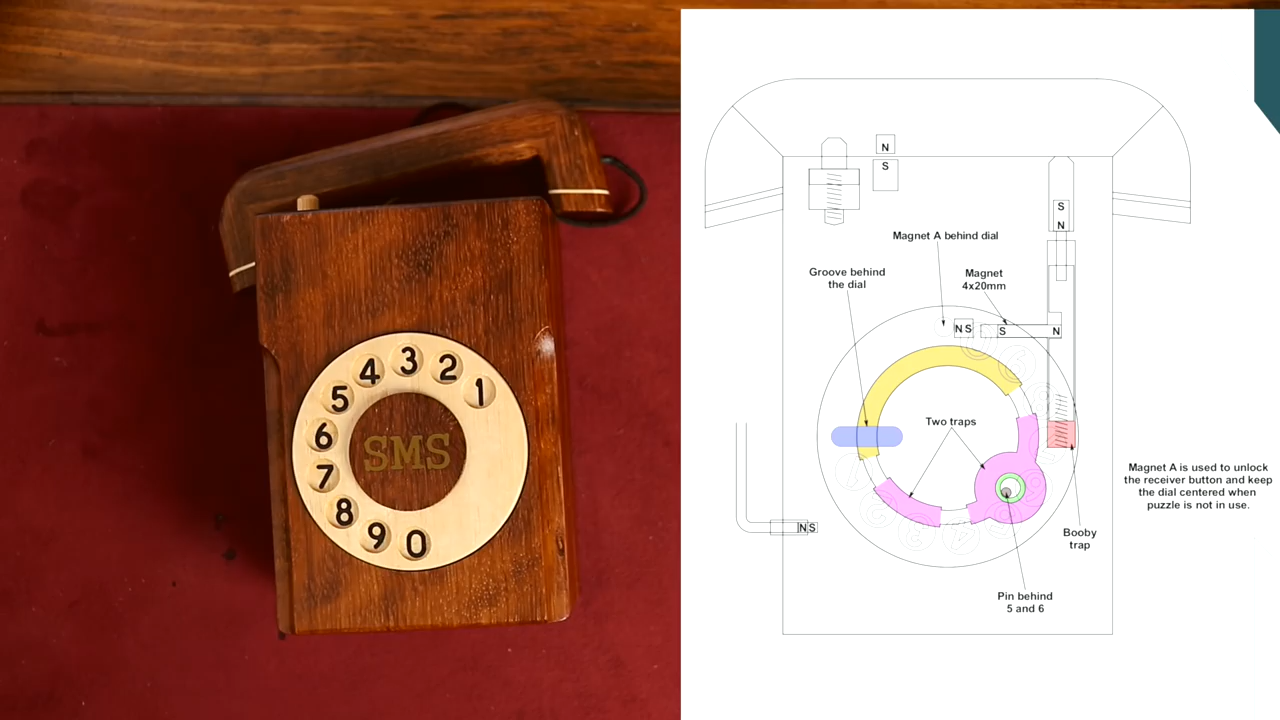 3
4
2
5
1
6
SMS
7
8
9
0
N
S
S
N
Magnet A behind dial
Groove behind
the dial
Magnet
4x20mm
N S
S
N
Two traps
Magnet A is used to unlock
the receiver button and keep
the dial centered when
puzzle is not in use.
N S
Booby
trap
Pin behind
5 and 6